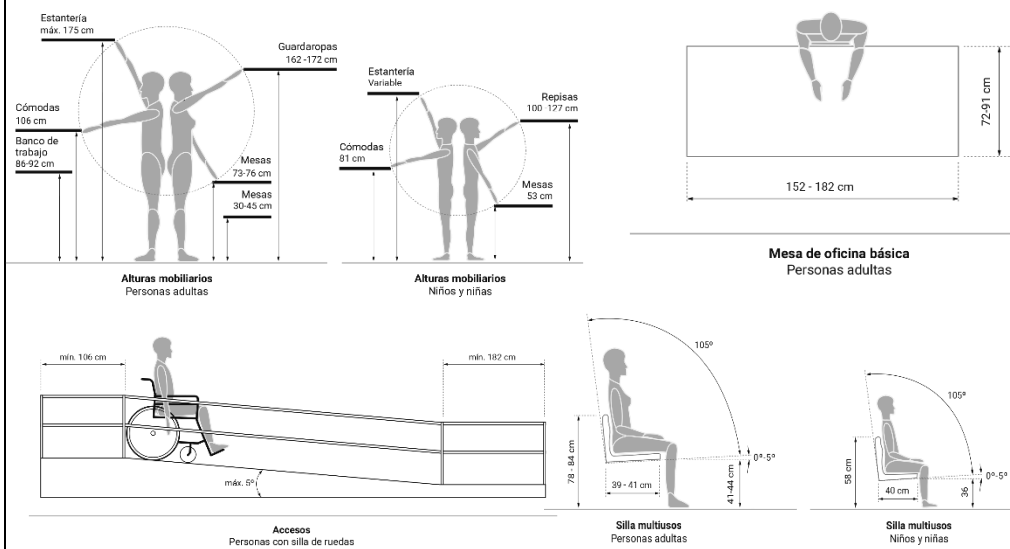 Estantería
máx. 175 cm
Guardaropas
162 -172 cm
Cómodas
106 cm
Banco de
trabajo
86-92 cm
Mesas
73-76 cm
Mesas
30-45 cm
Alturas mobiliarios
Personas adultas
Estantería
Variable
Repisas
100 -127 cm
Cómodas
81 cm
Mesas
53 cm
Alturas mobiliarios
Niños y niñas
72-91 cm
152 - 182 cm
Mesa de oficina básica
Personas adultas
mín. 106 cm
mín. 182 cm
máx. 5º
Accesos
Personas con silla de ruedas
105º
78 - 84 cm
39 - 41 cm
0º-5º
41-44 cm
Silla multiusos
Personas adultas
105º
58 cm
40 cm
0º-5º
36
Silla multiusos
Niños y niñas